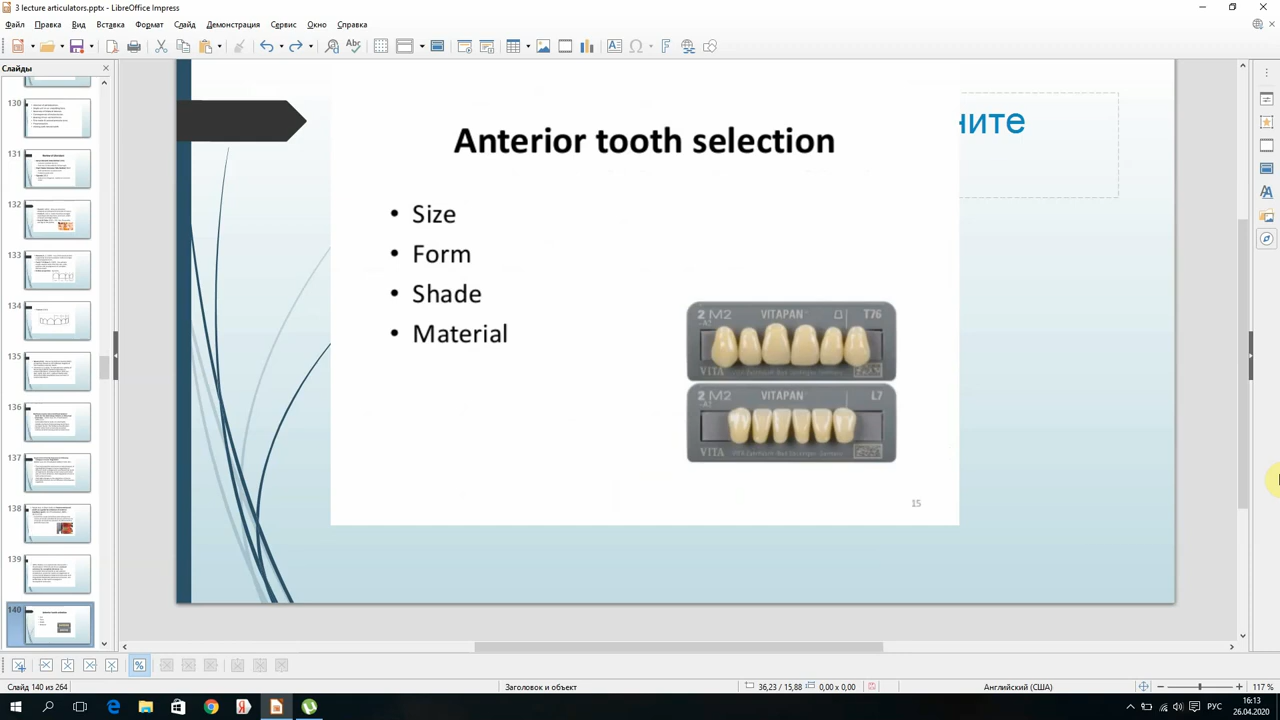 3 lecture articulators.pptx - LibreOffice Impress
Файл Правка Вид Вставка Формат Слайд Демонстрация Сервис Окно Справка
Слайды
130
131
132
133
134
135
136
137
138
139
140
ните
Anterior tooth selection
• Size
• Form
• Shade
• Material
2 M2 VITAPAN T76
VITA
2 M2 VITAPAN L7
VITA
15
Слайд 140 из 264 Заголовок и объект 36,23 / 15,88 0,00 x 0,00 Английский (США) 117 %
РУС 16:13
26.04.2020